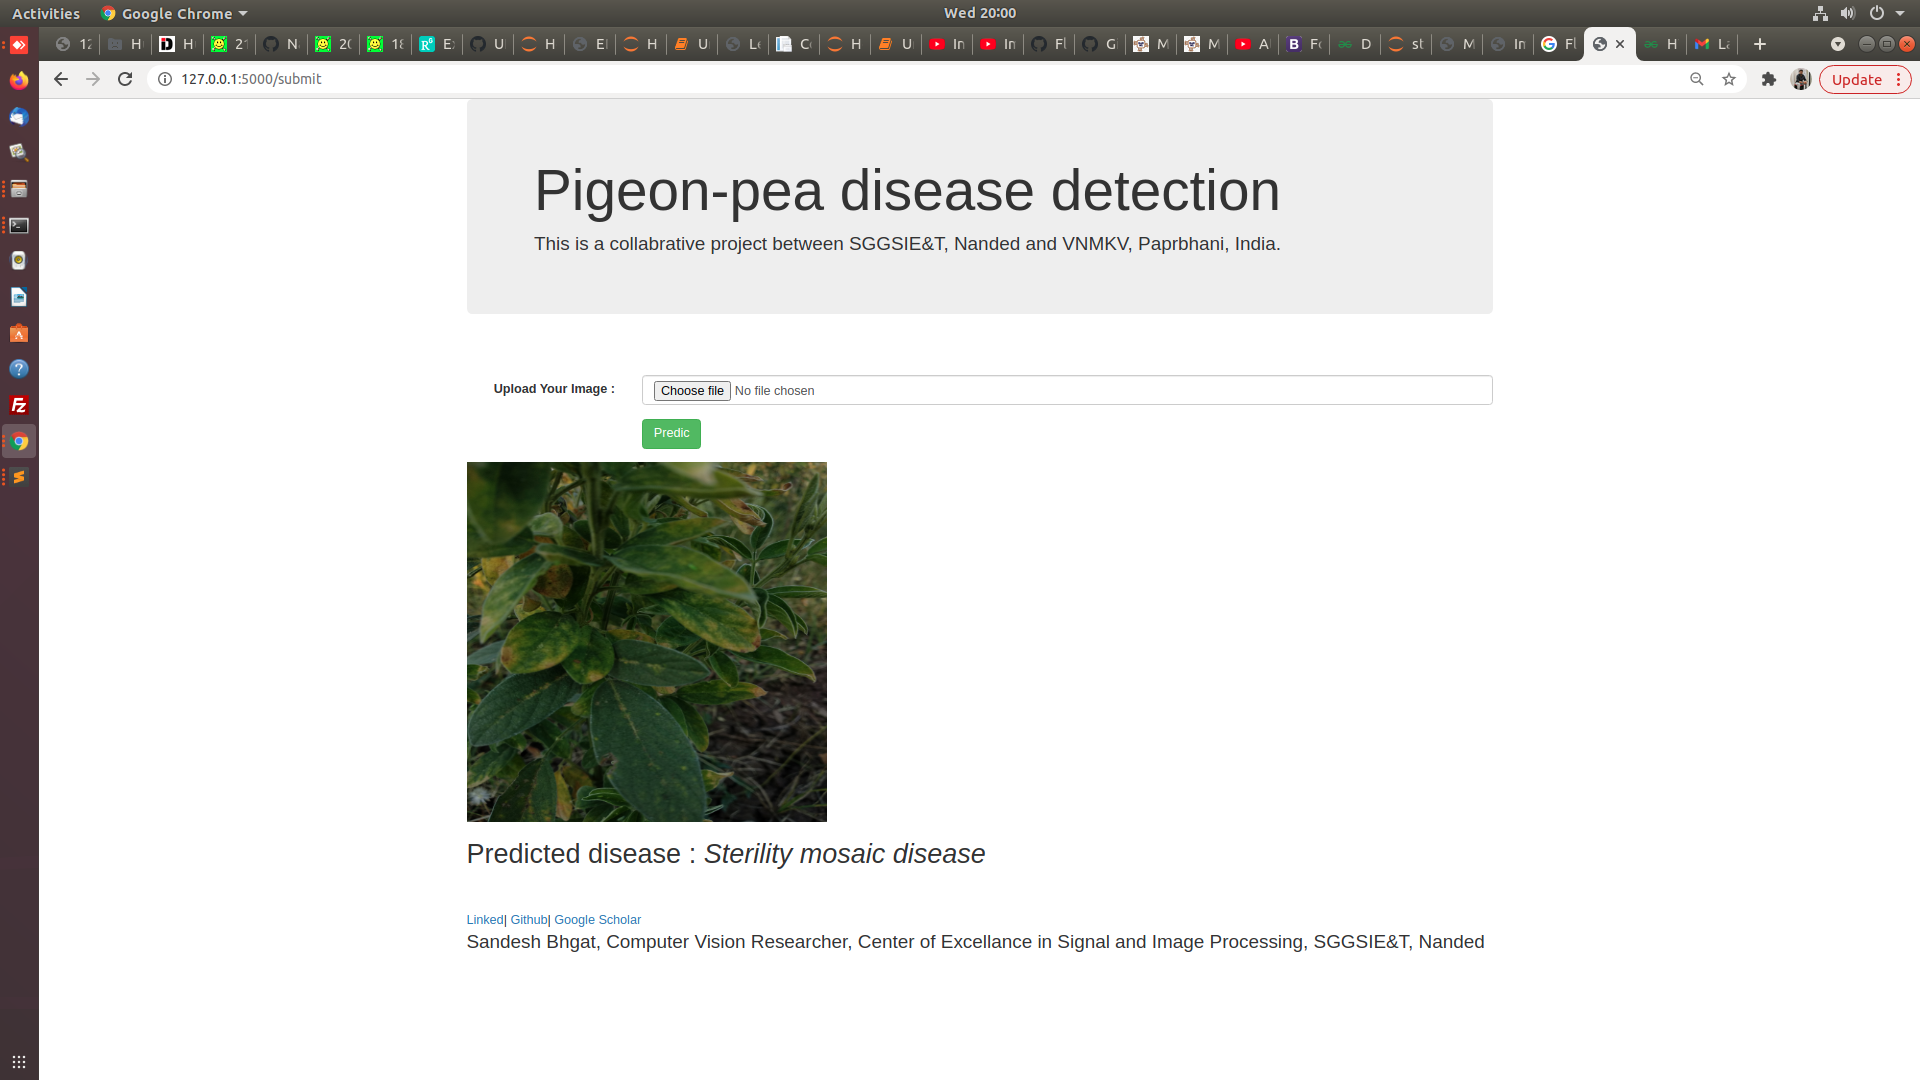 Activities Google Chrome Wed 20:00
127.0.0.1:5000/submit Update
Pigeon-pea disease detection
This is a collabrative project between SGGSIE&T, Nanded and VNMKV, Paprbhani, India.
Upload Your Image : Choose file No file chosen
Predic
Predicted disease : Sterility mosaic disease
Linked| Github| Google Scholar
Sandesh Bhgat, Computer Vision Researcher, Center of Excellance in Signal and Image Processing, SGGSIE&T, Nanded